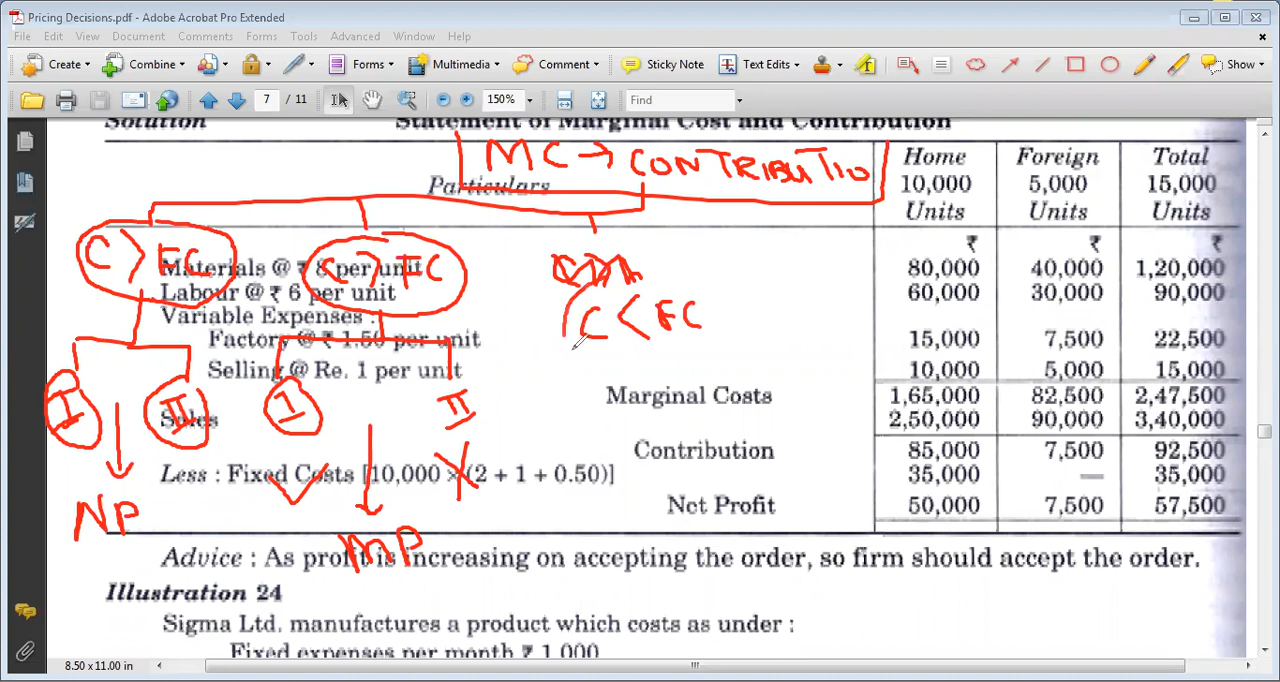 Pricing Decisions.pdf - Adobe Acrobat Pro Extended
File Edit View Document Comments Forms Tools Advanced Window Help
Create Combine Forms Multimedia Comment Sticky Note Text Edits Show
7 / 11 150% Find
Solution Statement of Marginal Cost and Contribution
MC → CONTRIBUTIO
Particulars Home Foreign Total
10,000 5,000 15,000
Units Units Units
₹ ₹ ₹
C > FC C > FC
Materials @ ₹ 8 per unit 80,000 40,000 1,20,000
Labour @ ₹ 6 per unit 60,000 30,000 90,000
Variable Expenses :
C < FC
Factory @ ₹ 1.50 per unit 15,000 7,500 22,500
Selling @ Re. 1 per unit 10,000 5,000 15,000
Marginal Costs 1,65,000 82,500 2,47,500
I II I II
Sales 2,50,000 90,000 3,40,000
Contribution 85,000 7,500 92,500
Less : Fixed Costs [10,000 × (2 + 1 + 0.50)] 35,000 — 35,000
Net Profit 50,000 7,500 57,500
NP MP
Advice : As profit is increasing on accepting the order, so firm should accept the order.
Illustration 24
Sigma Ltd. manufactures a product which costs as under :
Fixed expenses per month ₹ 1,000
8.50 x 11.00 in